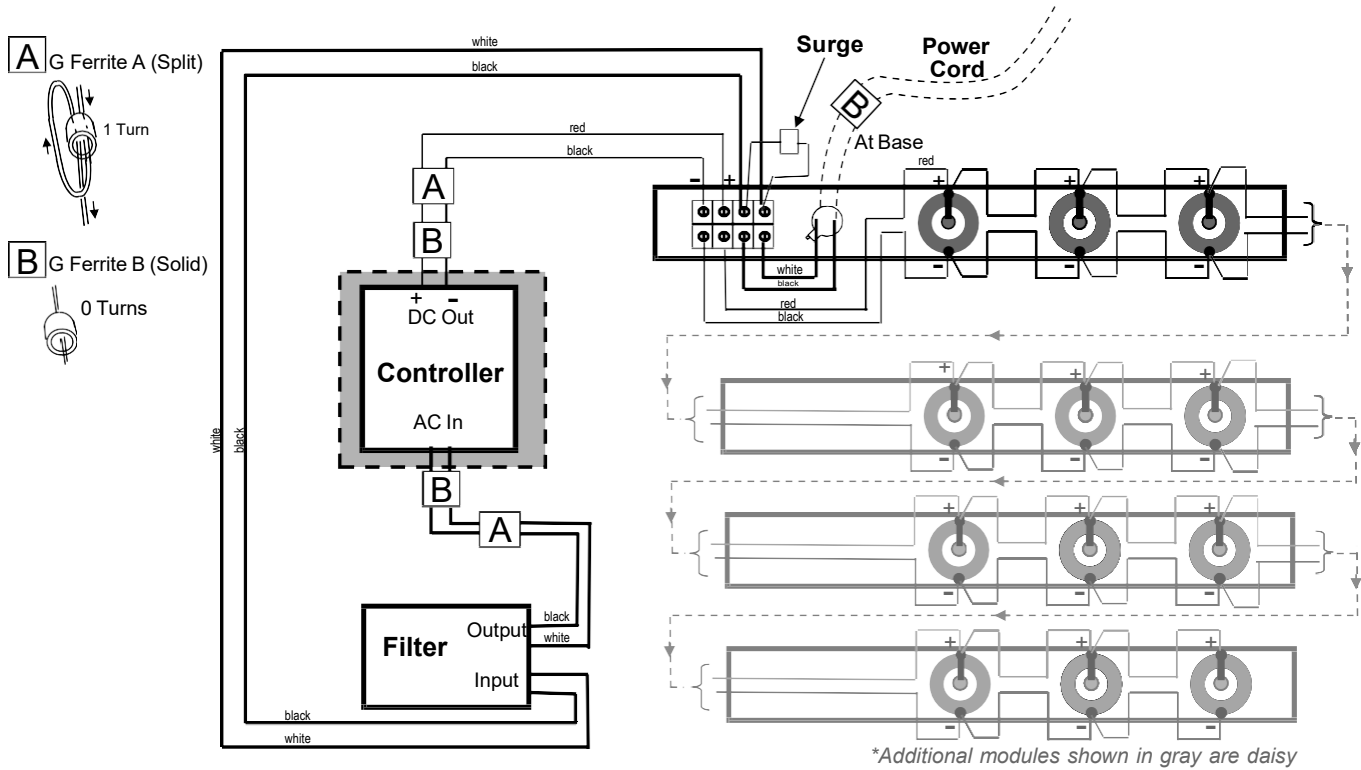 A G Ferrite A (Split)
1 Turn
B G Ferrite B (Solid)
0 Turns
white
black
Surge
Power
Cord
B
At Base
red
black
- +
A
B
+ -
DC Out
Controller
AC In
B
A
white
black
Filter
Output
Input
black
white
black
white
white
black
red
black
red
+ + +
- - -
+ + +
- - -
+ + +
- - -
+ + +
- - -
*Additional modules shown in gray are daisy